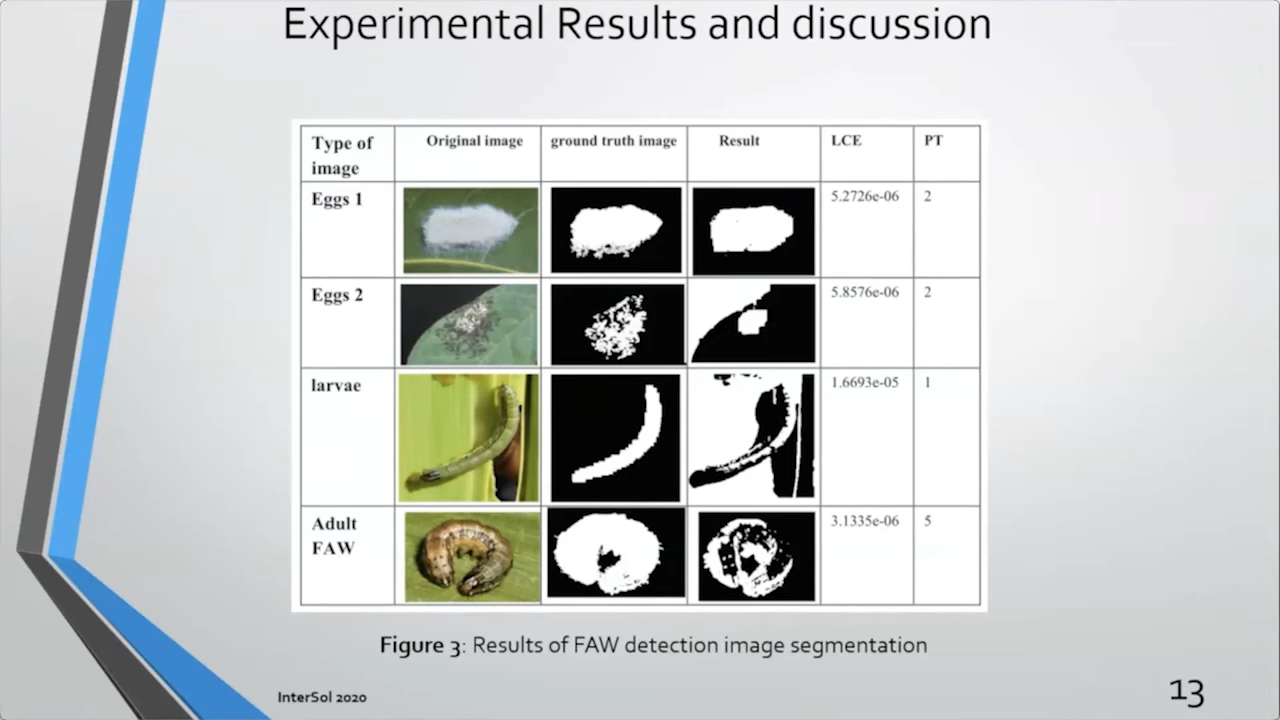 Experimental Results and discussion
Type of image
Original image
ground truth image
Result
LCE
PT
Eggs 1
5.2726e-06
2
Eggs 2
5.8576e-06
2
larvae
1.6693e-05
1
Adult FAW
3.1335e-06
5
Figure 3: Results of FAW detection image segmentation
InterSol 2020
13